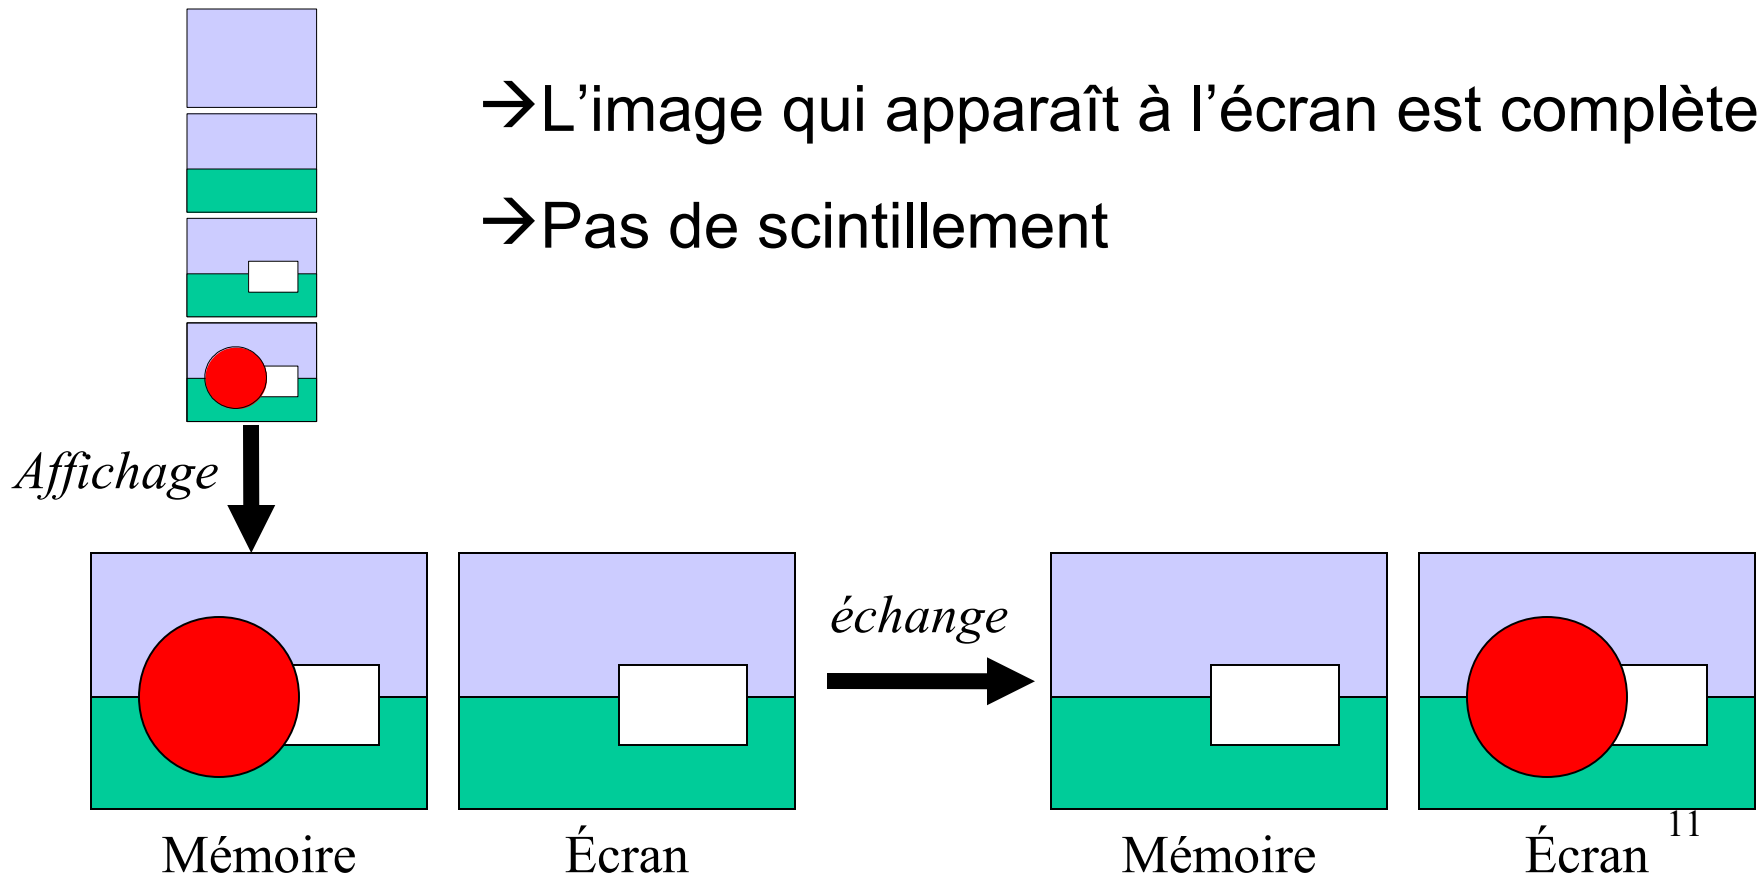 →L’image qui apparaît à l’écran est complète
→Pas de scintillement
Affichage
échange
Mémoire
Écran
Mémoire
Écran
11